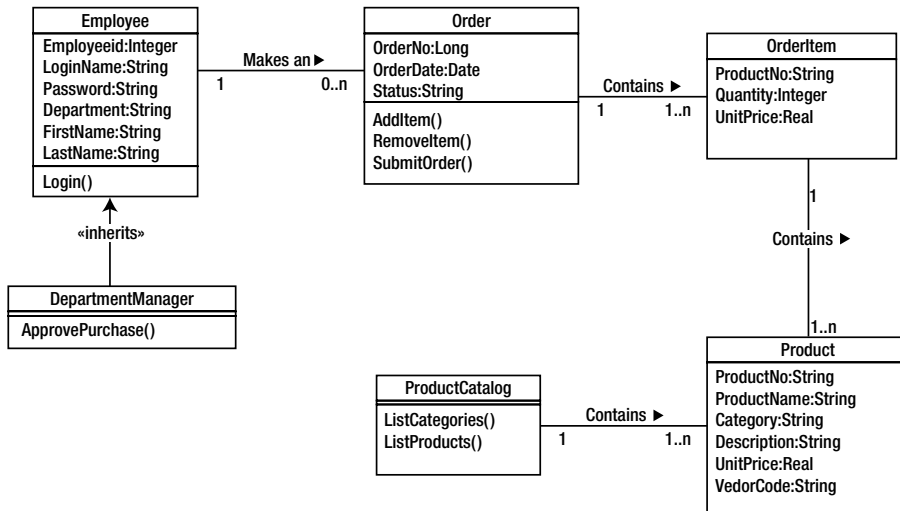 Employee
Employeeid:Integer
LoginName:String
Password:String
Department:String
FirstName:String
LastName:String
Login()
Makes an ►
1
0..n
Order
OrderNo:Long
OrderDate:Date
Status:String
AddItem()
RemoveItem()
SubmitOrder()
Contains ►
1
1..n
OrderItem
ProductNo:String
Quantity:Integer
UnitPrice:Real
«inherits»
DepartmentManager
ApprovePurchase()
1
Contains ►
1..n
ProductCatalog
ListCategories()
ListProducts()
Contains ►
1
1..n
Product
ProductNo:String
ProductName:String
Category:String
Description:String
UnitPrice:Real
VedorCode:String